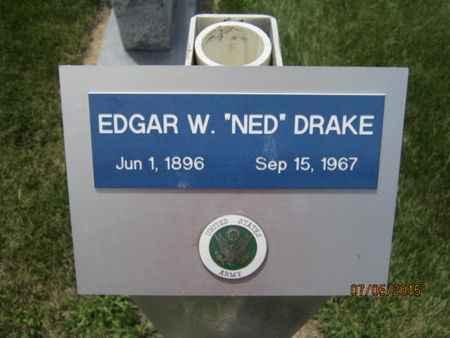 EDGAR W. "NED" DRAKE
Jun 1, 1896 Sep 15, 1967
UNITED STATES
ARMY
07/05/2015